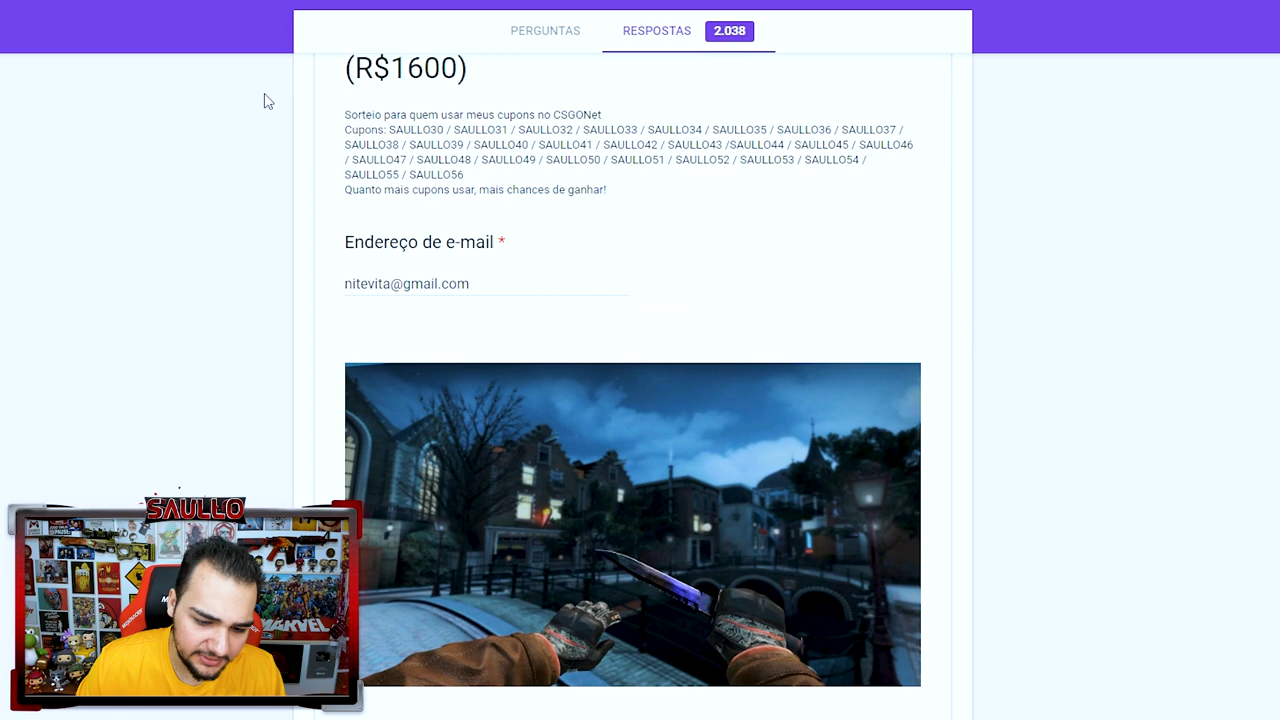 PERGUNTAS
RESPOSTAS
2.038
(R$1600)
Sorteio para quem usar meus cupons no CSGONet
Cupons: SAULLO30 / SAULLO31 / SAULLO32 / SAULLO33 / SAULLO34 / SAULLO35 / SAULLO36 / SAULLO37 /
SAULLO38 / SAULLO39 / SAULLO40 / SAULLO41 / SAULLO42 / SAULLO43 /SAULLO44 / SAULLO45 / SAULLO46
/ SAULLO47 / SAULLO48 / SAULLO49 / SAULLO50 / SAULLO51 / SAULLO52 / SAULLO53 / SAULLO54 /
SAULLO55 / SAULLO56
Quanto mais cupons usar, mais chances de ganhar!
Endereço de e-mail *
nitevita@gmail.com
SAULLO
MARVEL